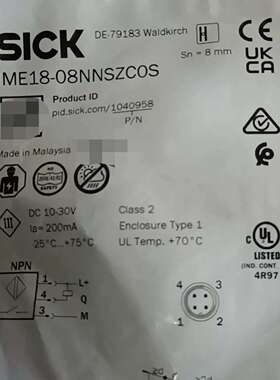 SICK
DE-79183 Waldkirch
Sn = 8 mm
CE
UK
CA
IME18-08NNSZC0S
Product ID
pid.sick.com/1040958
P/N
Made in Malaysia
DC 10-30V
Ia = 200mA
25°C...+75°C
Class 2
Enclosure Type 1
UL Temp. +70°C
UL
LISTED
(IND. CONT.
4R97
NPN
1
L+
4
Q
3
M
4
3
1
2